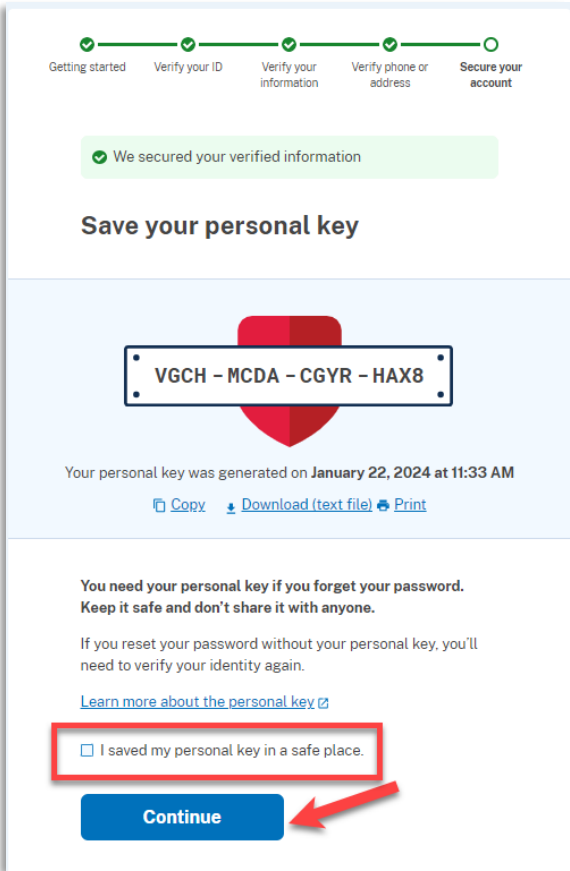 Getting started
Verify your ID
Verify your
information
Verify phone or
address
Secure your
account
We secured your verified information
Save your personal key
VGCH – MCDA – CGYR – HAX8
Your personal key was generated on January 22, 2024 at 11:33 AM
Copy Download (text file) Print
You need your personal key if you forget your password.
Keep it safe and don’t share it with anyone.
If you reset your password without your personal key, you’ll
need to verify your identity again.
Learn more about the personal key
I saved my personal key in a safe place.
Continue